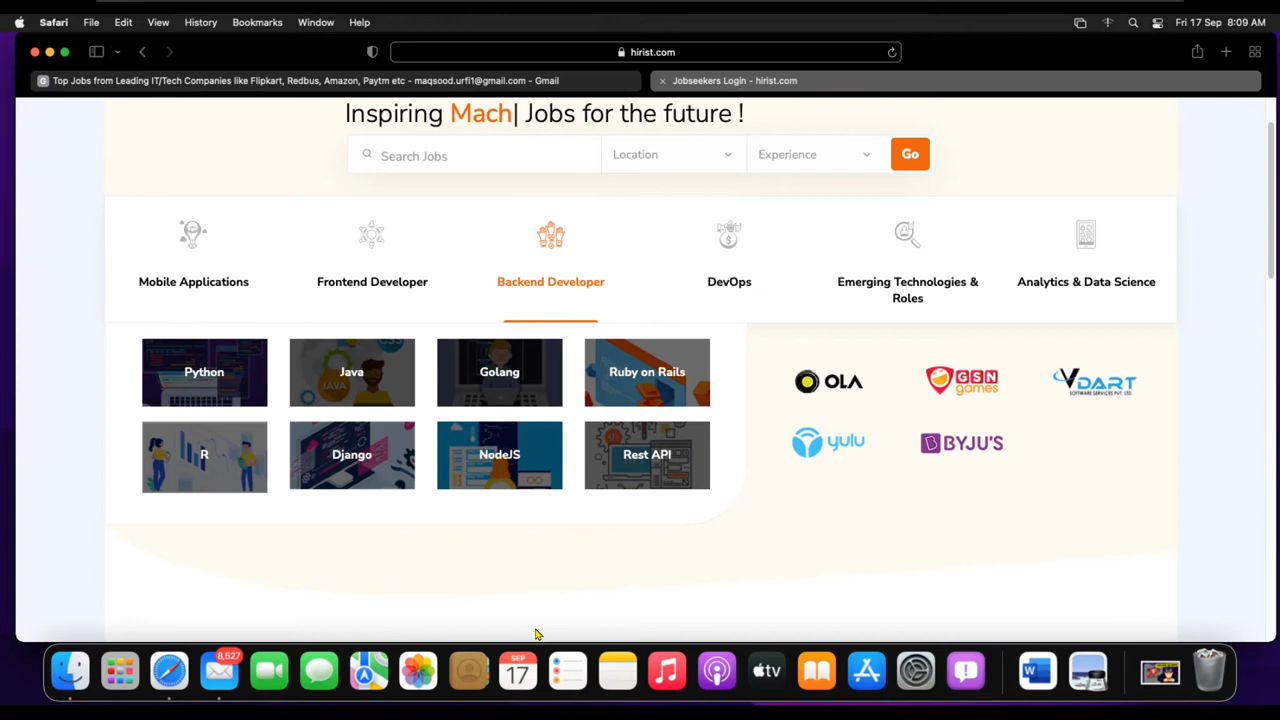 Safari File Edit View History Bookmarks Window Help Fri 17 Sep 8:09 AM
hirist.com
Top Jobs from Leading IT/Tech Companies like Flipkart, Redbus, Amazon, Paytm etc - maqsood.urfi1@gmail.com - Gmail
Jobseekers Login - hirist.com
Inspiring Mach| Jobs for the future !
Search Jobs Location Experience Go
Mobile Applications Frontend Developer Backend Developer DevOps Emerging Technologies & Roles Analytics & Data Science
Python Java Golang Ruby on Rails
OLA GSN games VDART SOFTWARE SERVICES PVT. LTD.
R Django NodeJS Rest API
yulu BYJU'S
8,527
SEP
17
tv